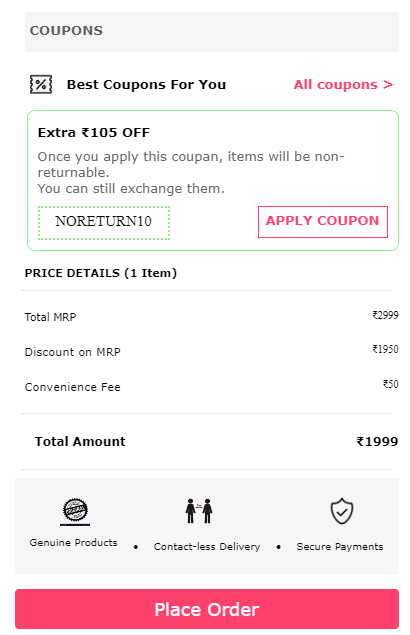 COUPONS
Best Coupons For You All coupons >
Extra ₹105 OFF
Once you apply this coupan, items will be non-
returnable.
You can still exchange them.
NORETURN10 APPLY COUPON
PRICE DETAILS (1 Item)
Total MRP ₹2999
Discount on MRP ₹1950
Convenience Fee ₹50
Total Amount ₹1999
Genuine Products • Contact-less Delivery • Secure Payments
Place Order